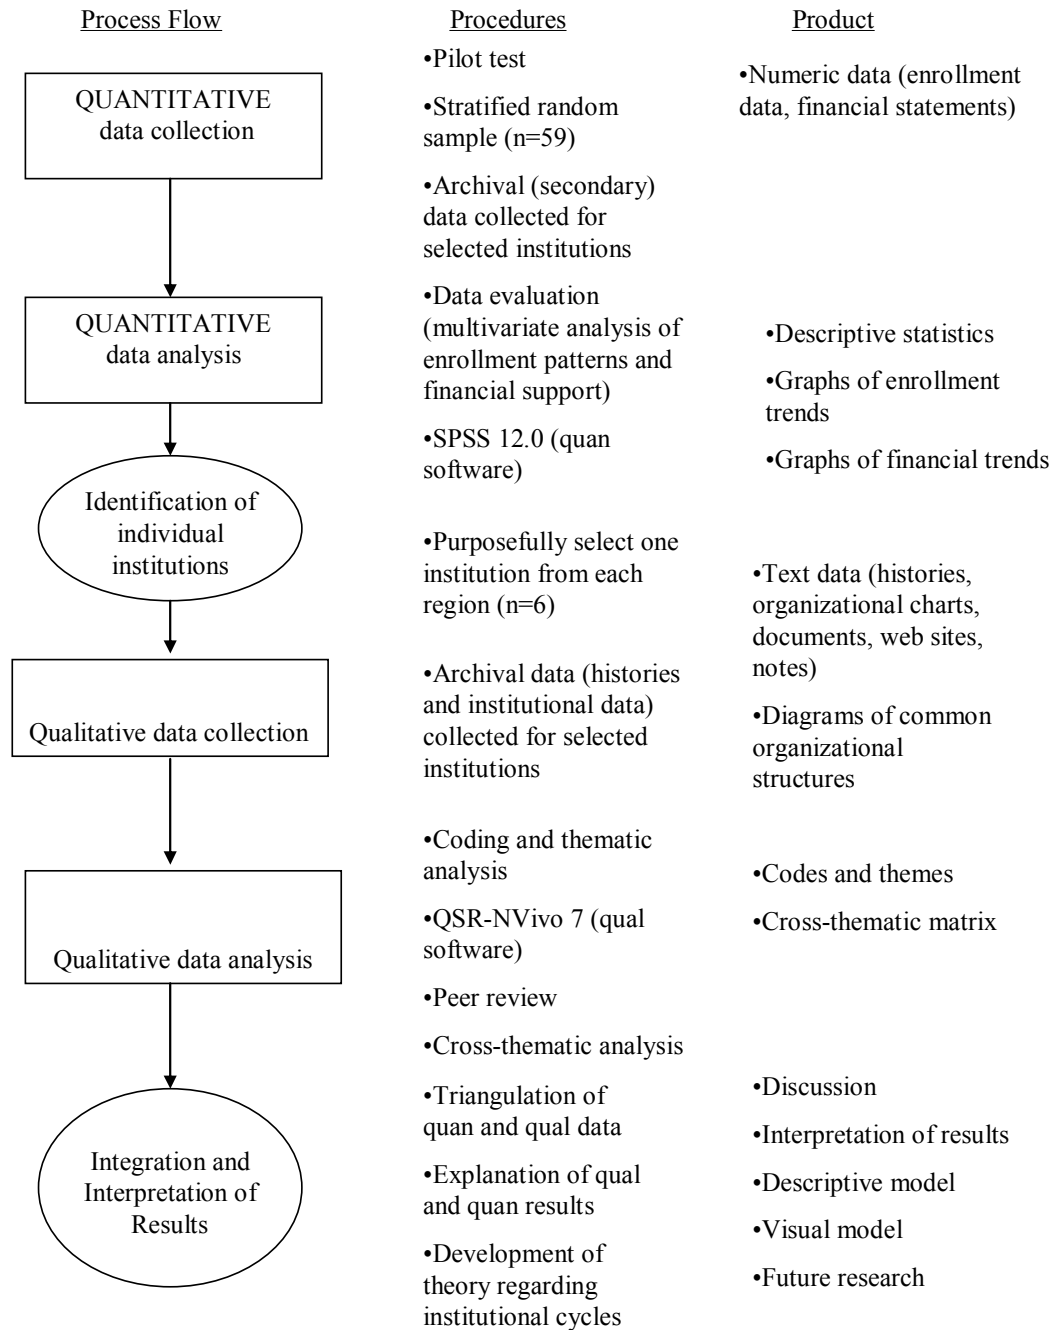 Process Flow
Procedures
Product
QUANTITATIVE
data collection
•Pilot test
•Stratified random
sample (n=59)
•Archival (secondary)
data collected for
selected institutions
•Numeric data (enrollment
data, financial statements)
QUANTITATIVE
data analysis
•Data evaluation
(multivariate analysis of
enrollment patterns and
financial support)
•SPSS 12.0 (quan
software)
•Descriptive statistics
•Graphs of enrollment
trends
•Graphs of financial trends
Identification of
individual
institutions
•Purposefully select one
institution from each
region (n=6)
•Text data (histories,
organizational charts,
documents, web sites,
notes)
•Diagrams of common
organizational
structures
Qualitative data collection
•Archival data (histories
and institutional data)
collected for selected
institutions
Qualitative data analysis
•Coding and thematic
analysis
•QSR-NVivo 7 (qual
software)
•Peer review
•Cross-thematic analysis
•Codes and themes
•Cross-thematic matrix
Integration and
Interpretation of
Results
•Triangulation of
quan and qual data
•Explanation of qual
and quan results
•Development of
theory regarding
institutional cycles
•Discussion
•Interpretation of results
•Descriptive model
•Visual model
•Future research